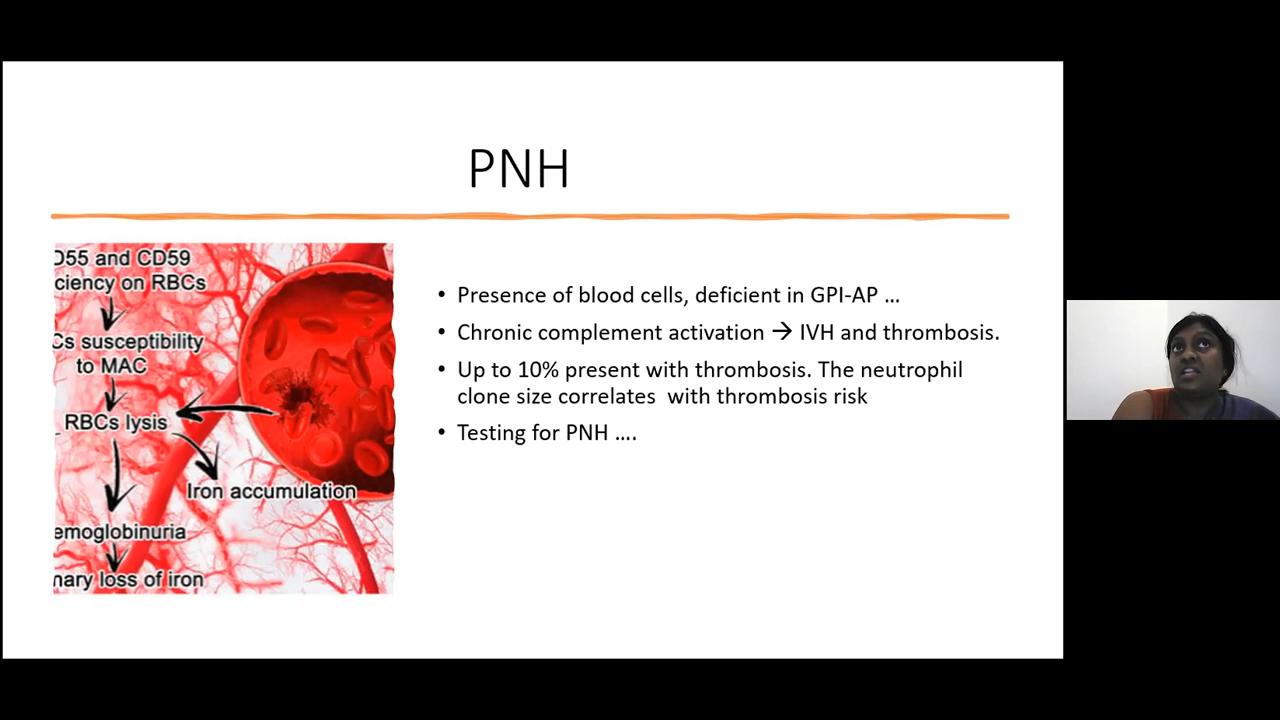 PNH
D55 and CD59
ciency on RBCs
Cs susceptibility
to MAC
RBCs lysis
Iron accumulation
emoglobinuria
nary loss of iron
• Presence of blood cells, deficient in GPI-AP …
• Chronic complement activation → IVH and thrombosis.
• Up to 10% present with thrombosis. The neutrophil
clone size correlates with thrombosis risk
• Testing for PNH ….